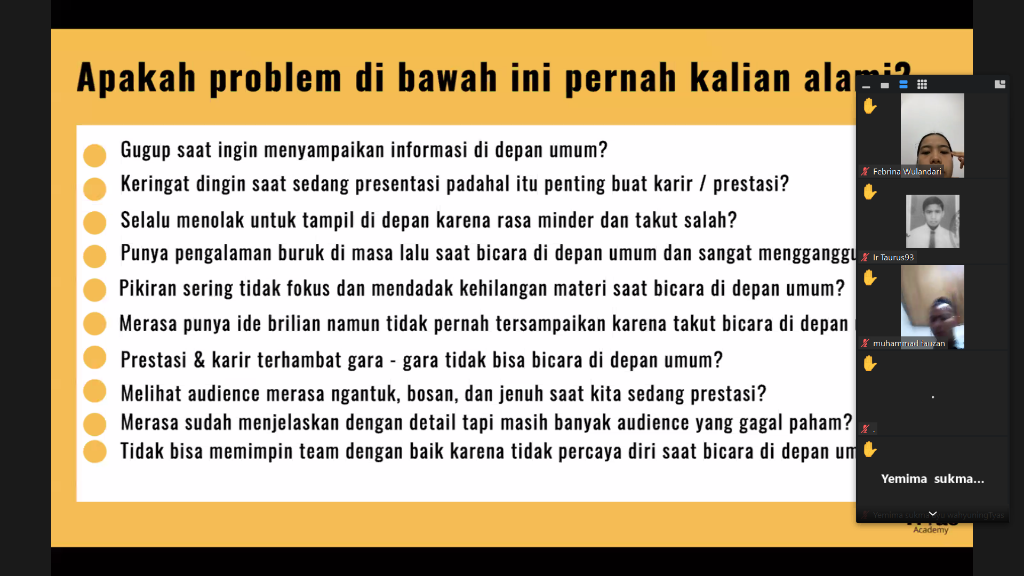 Apakah problem di bawah ini pernah kalian alami?
Gugup saat ingin menyampaikan informasi di depan umum?
Keringat dingin saat sedang presentasi padahal itu penting buat karir / prestasi?
Selalu menolak untuk tampil di depan karena rasa minder dan takut salah?
Punya pengalaman buruk di masa lalu saat bicara di depan umum dan sangat mengganggu
Pikiran sering tidak fokus dan mendadak kehilangan materi saat bicara di depan umum?
Merasa punya ide brilian namun tidak pernah tersampaikan karena takut bicara di depan
Prestasi & karir terhambat gara - gara tidak bisa bicara di depan umum?
Melihat audience merasa ngantuk, bosan, dan jenuh saat kita sedang prestasi?
Merasa sudah menjelaskan dengan detail tapi masih banyak audience yang gagal paham?
Tidak bisa memimpin team dengan baik karena tidak percaya diri saat bicara di depan um
Febrina Wulandari
Ir Taurus93
muhammad fauzan
.
Yemima sukma...
Academy